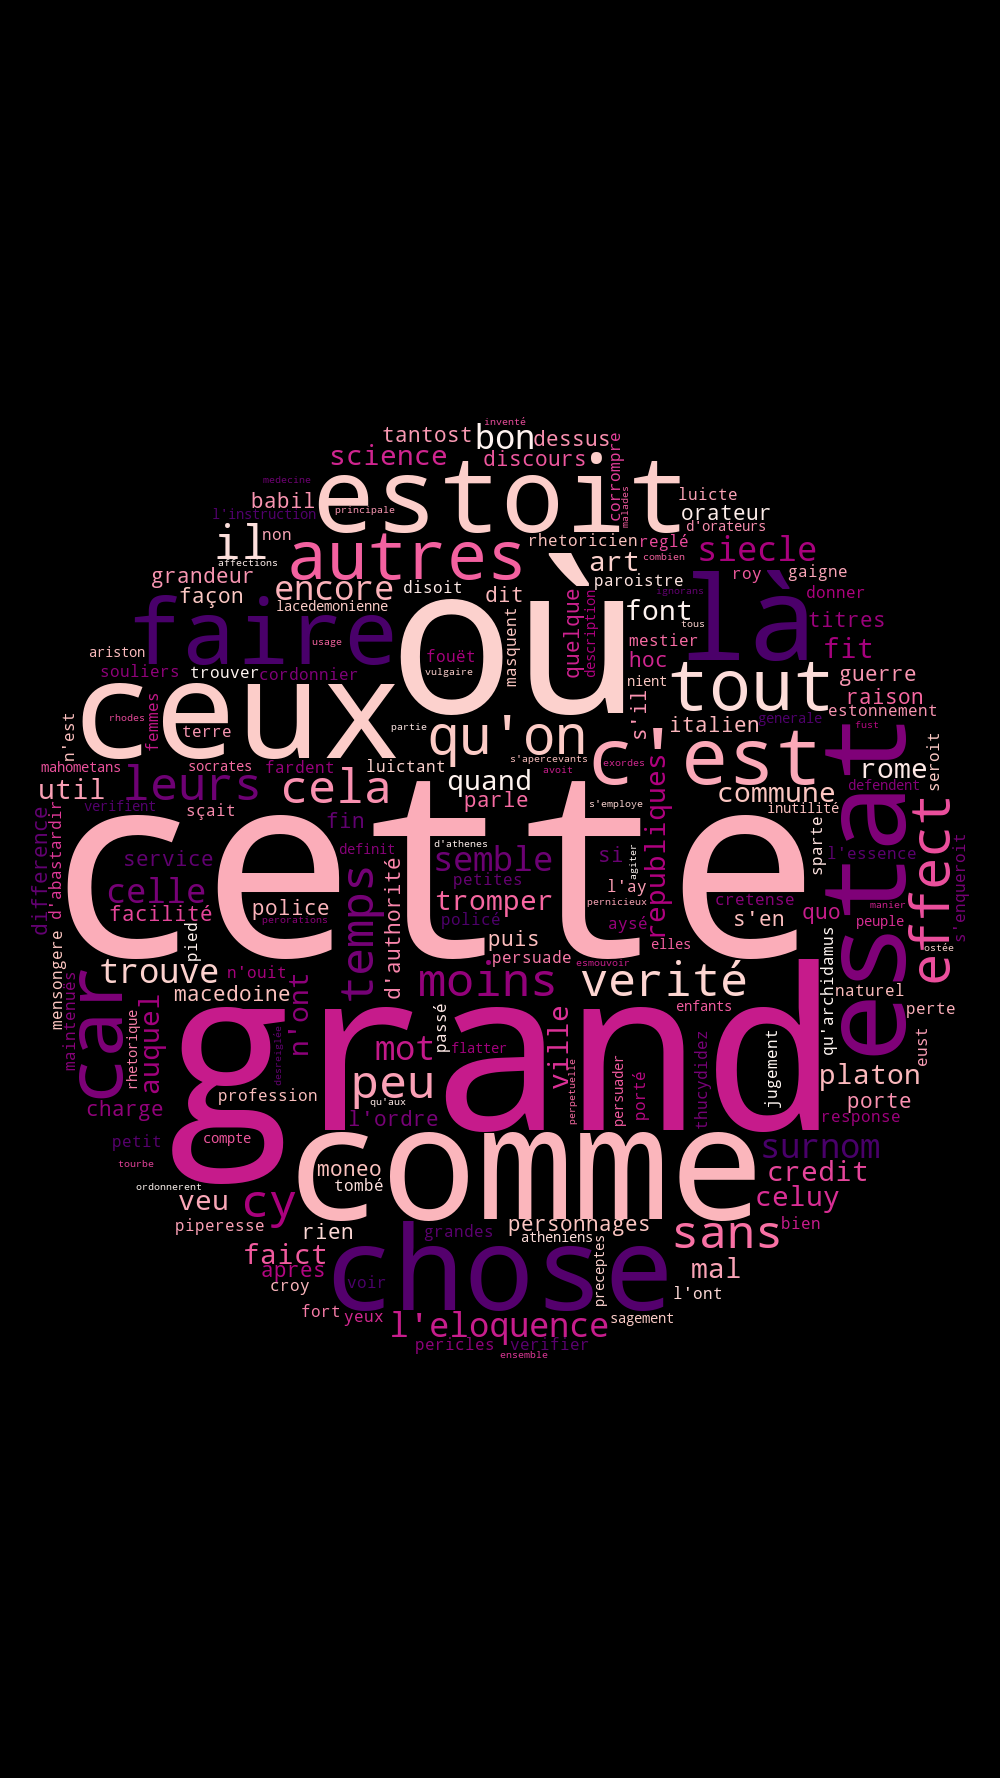 inventé
tantost
bon
dessus
science
discours
corrompre
medecine
estoit
malades
luicte
babil
principale
orateur
l'instruction
d'orateurs
il
non
autres
rhetoricien
reglé
siecle
affections
art
combien
grandeur
encore
disoit
paroistre
roy
gaigne
façon
dit
où
quelque
description
ignorans
là
donner
lacedemonienne
faire
font
tous
titres
usage
masquent
mestier
fit
ariston
fouët
hoc
souliers
trouver
cordonnier
vulgaire
nient
tout
guerre
raison
ceux
s'il
estonnement
rhodes
femmes
n'est
terre
partie
qu'on
italien
generale
fust
c'est
estat
mahometans
socrates
fardent
luictant
s'apercevants
avoit
exordes
republiques
rome
seroit
util
leurs
cela
quand
defendent
commune
parle
s'employe
inutilité
venifient
sçait
cette
fin
effect
difference
d'abastardir
d'athenes
sparte
service
definit
semble
si
agiter
l'essence
s'enqueroit
celle
temps
d'authorité
petites
l'ay
cretense
manier
facilité
police
tromper
pernicieux
s'en
quo
peuple
perorations
policé
aysé
pied
puis
elles
qu'archidamus
ostée
mensongere
trouve
n'ouit
persuade
esmouvoir
maintenués
car
auquel
macedoine
moins
verité
naturel
n'ont
grand
enfants
perte
rhetorique
desreiglée
passé
ville
mot
flatter
thucydidez
jugement
eust
profession
peu
perpetuelle
persuader
porté
platon
charge
qu'aux
porte
l'ordre
response
petit
compte
comme
surnom
tourbe
moneo
credit
ordonnerent
tombé
veu
cy
celuy
piperesse
rien
grandes
personnages
sans
bien
atheniens
faict
chose
preceptes
apres
voir
mal
croy
l'ont
fort
yeux
l'eloquence
sagement
pericles
verifier
ensemble